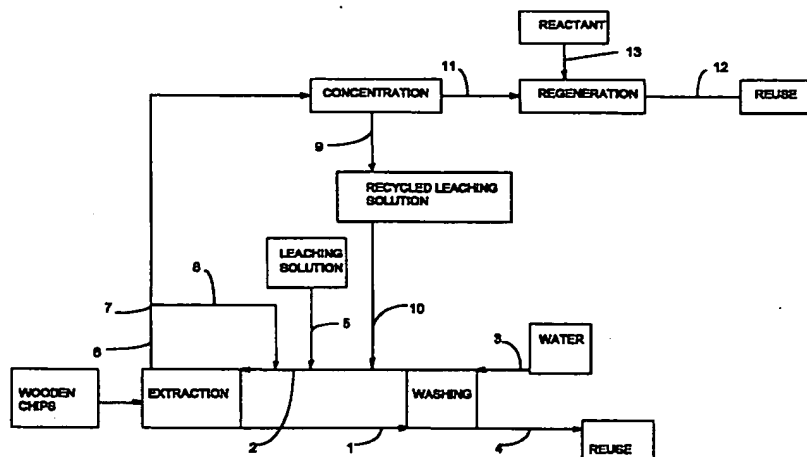 REACTANT
13
11
12
CONCENTRATION
REGENERATION
REUSE
9
RECYCLED LEACHING
SOLUTION
LEACHING
SOLUTION
8
7
5
10
6
3
WATER
WOODEN
CHIPS
EXTRACTION
WASHING
2
1
4
REUSE